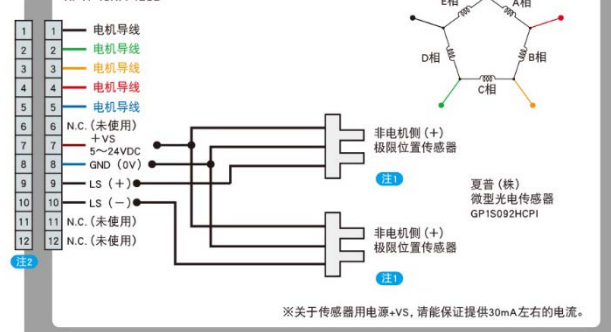 E相
A相
D相
B相
C相
1 1 电机导线
2 2 电机导线
3 3 电机导线
4 4 电机导线
5 5 电机导线
6 6 N.C.(未使用)
7 7 +VS
5～24VDC
8 8 GND (0V)
9 9 LS (+)
10 10 LS (−)
11 11 N.C.(未使用)
12 12 N.C.(未使用)
注2
非电机侧(+)
极限位置传感器
注1
夏普(株)
微型光电传感器
GP1S092HCPI
非电机侧(+)
极限位置传感器
注1
※关于传感器用电源+VS, 请能保证提供30mA左右的电流。